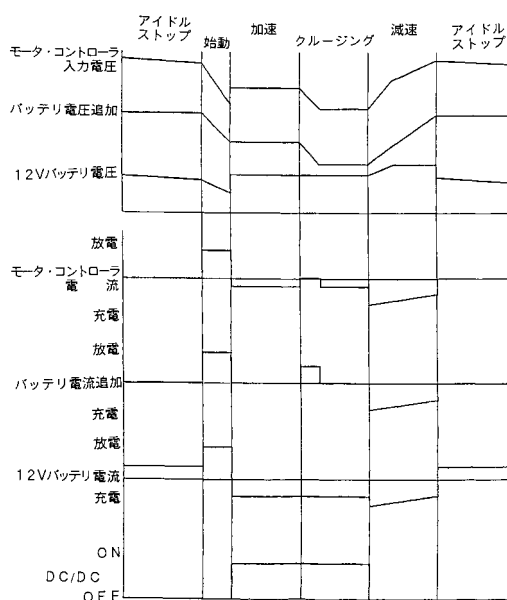 アイドル
ストップ
始動
加速
クルージング
減速
アイドル
ストップ
モータ・コントローラ
入力電圧
バッテリ電圧追加
12Vバッテリ電圧
放電
モータ・コントローラ
電 流
充電
放電
バッテリ電流追加
充電
放電
12Vバッテリ電流
充電
ON
DC/DC
OFF